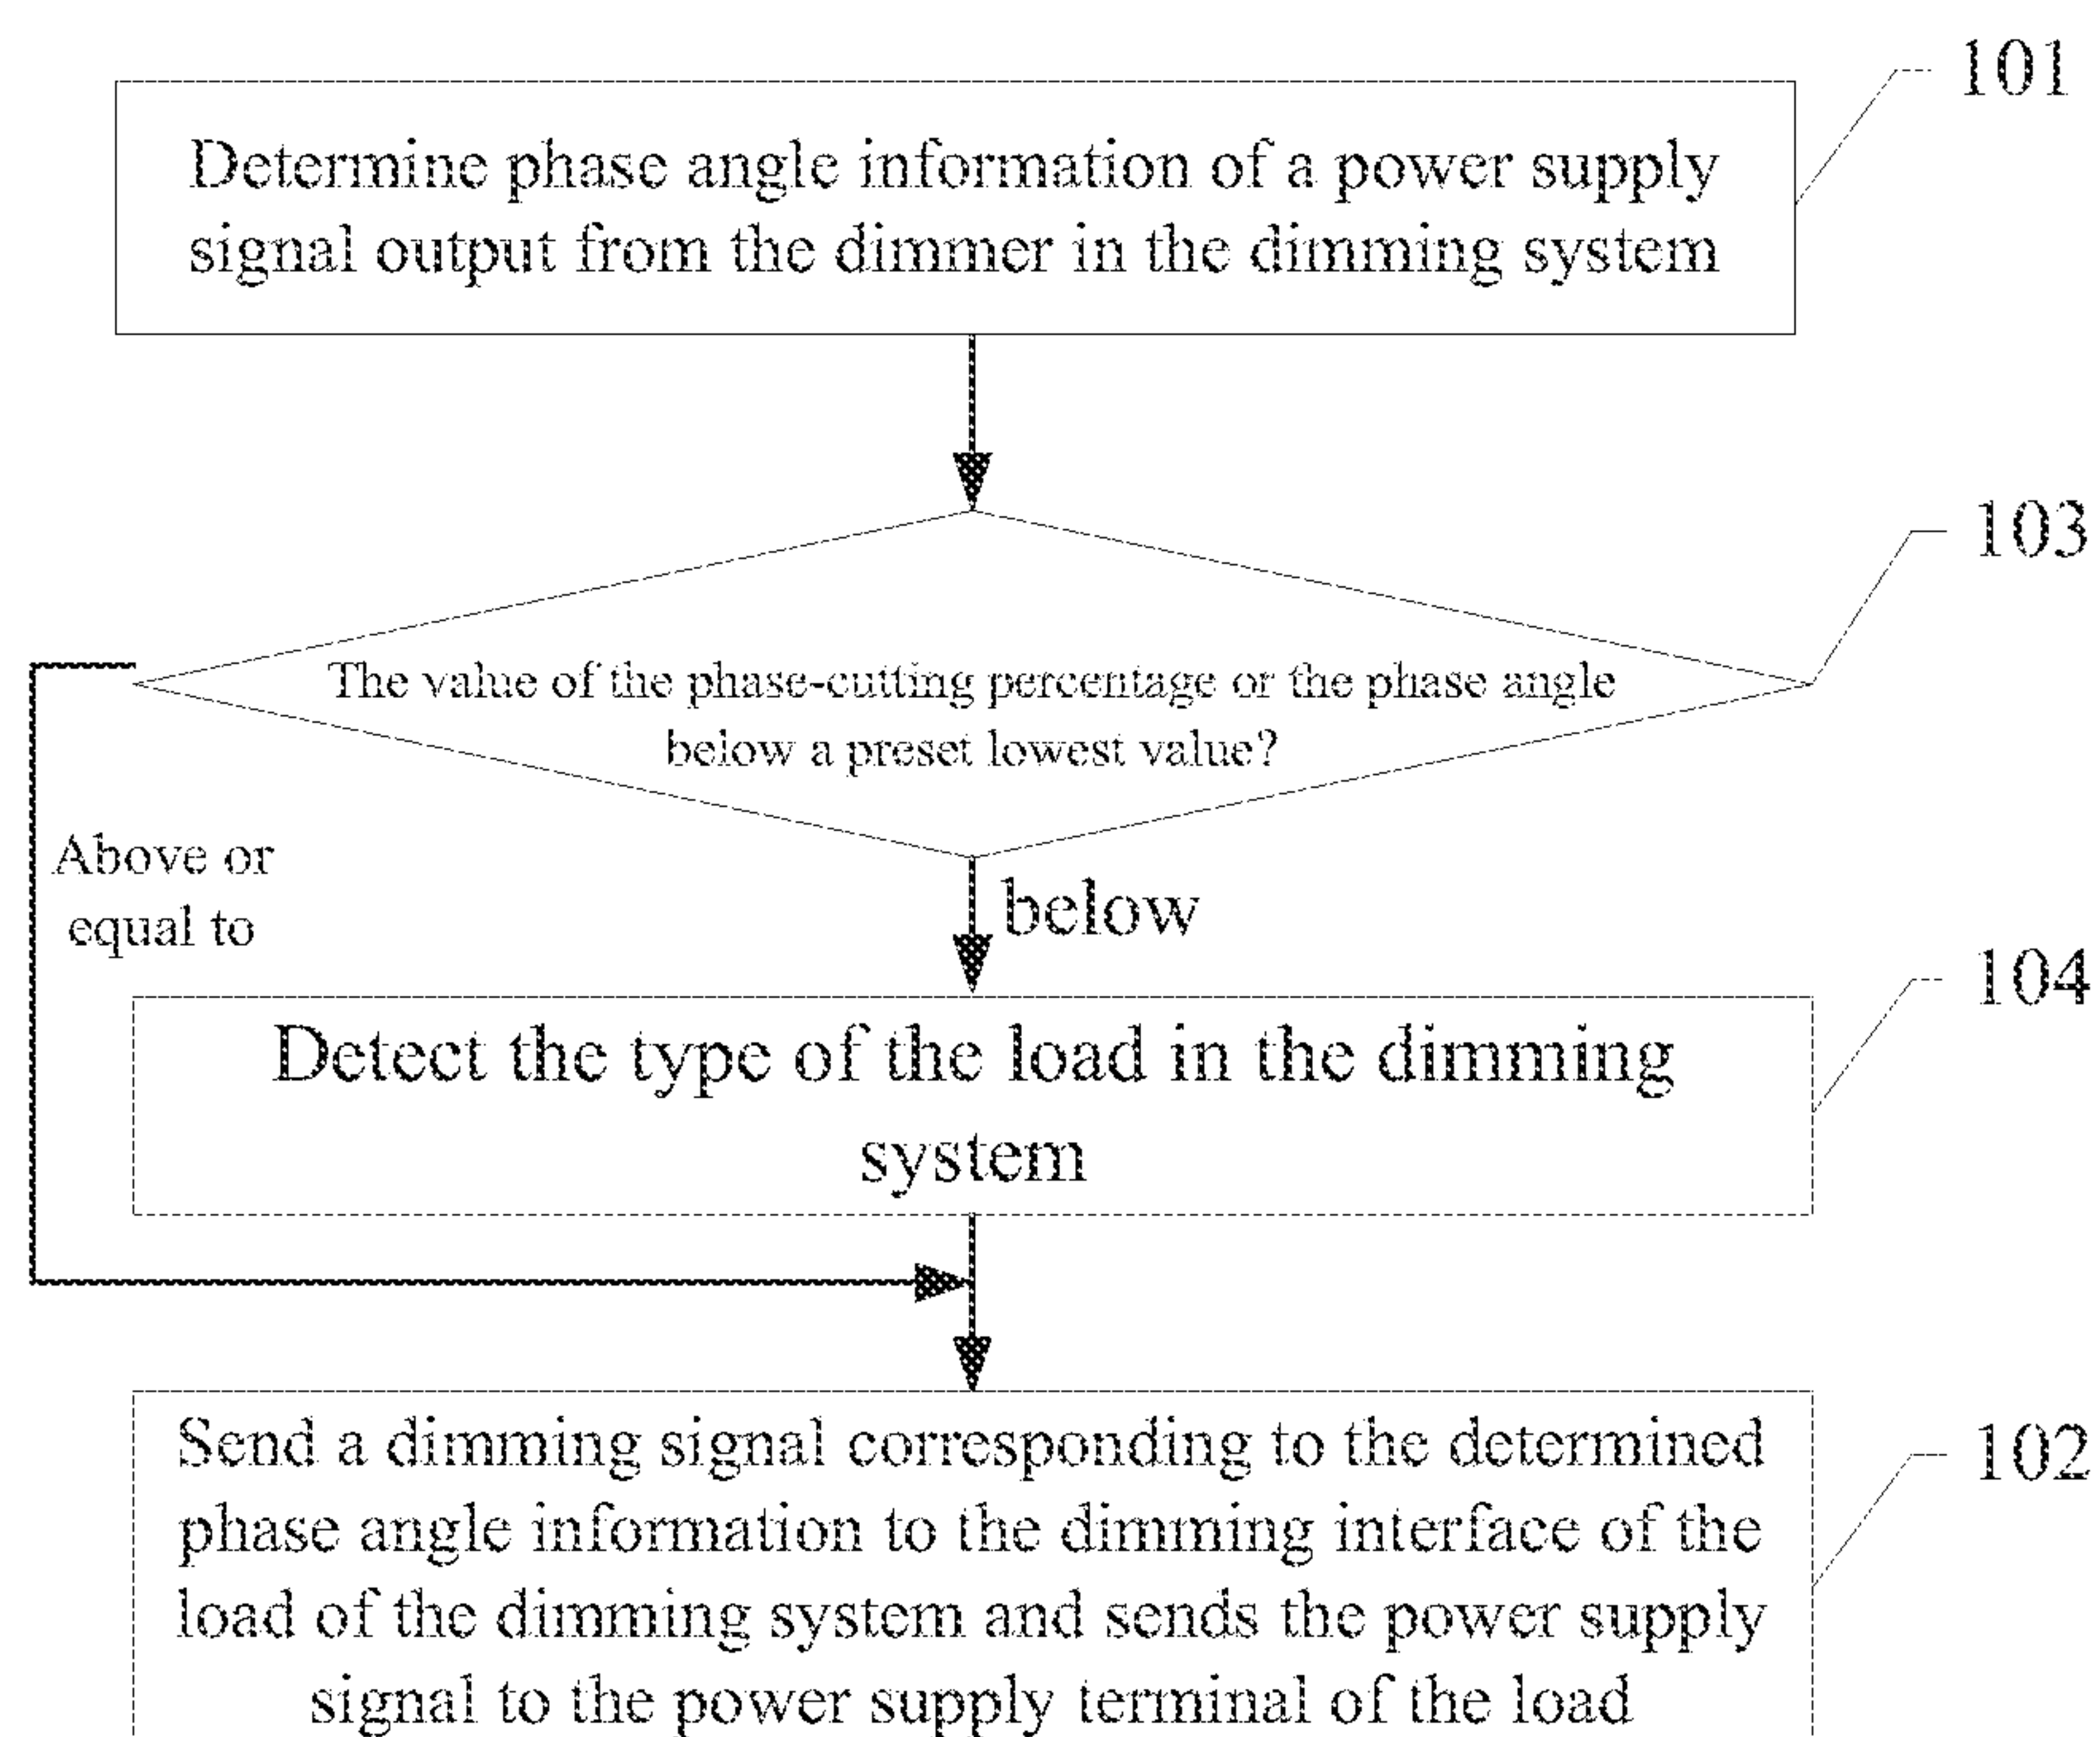 101
Determine phase angle information of a power supply
signal output from the dimmer in the dimming system
103
The value of the phase-cutting percentage or the phase angle
below a preset lowest value?
Above or
equal to
below
104
Detect the type of the load in the dimming
system
102
Send a dimming signal corresponding to the determined
phase angle information to the dimming interface of the
load of the dimming system and sends the power supply
signal to the power supply terminal of the load